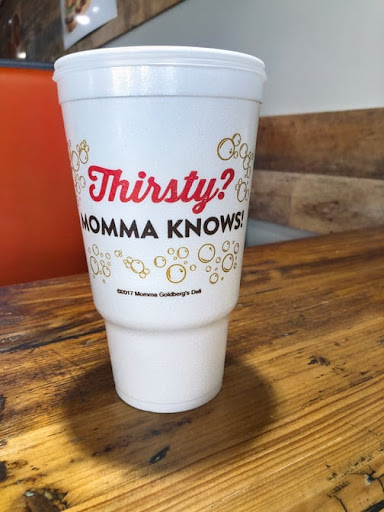 Thirsty?
MOMMA KNOWS!
©2017 Momma Goldberg's Deli